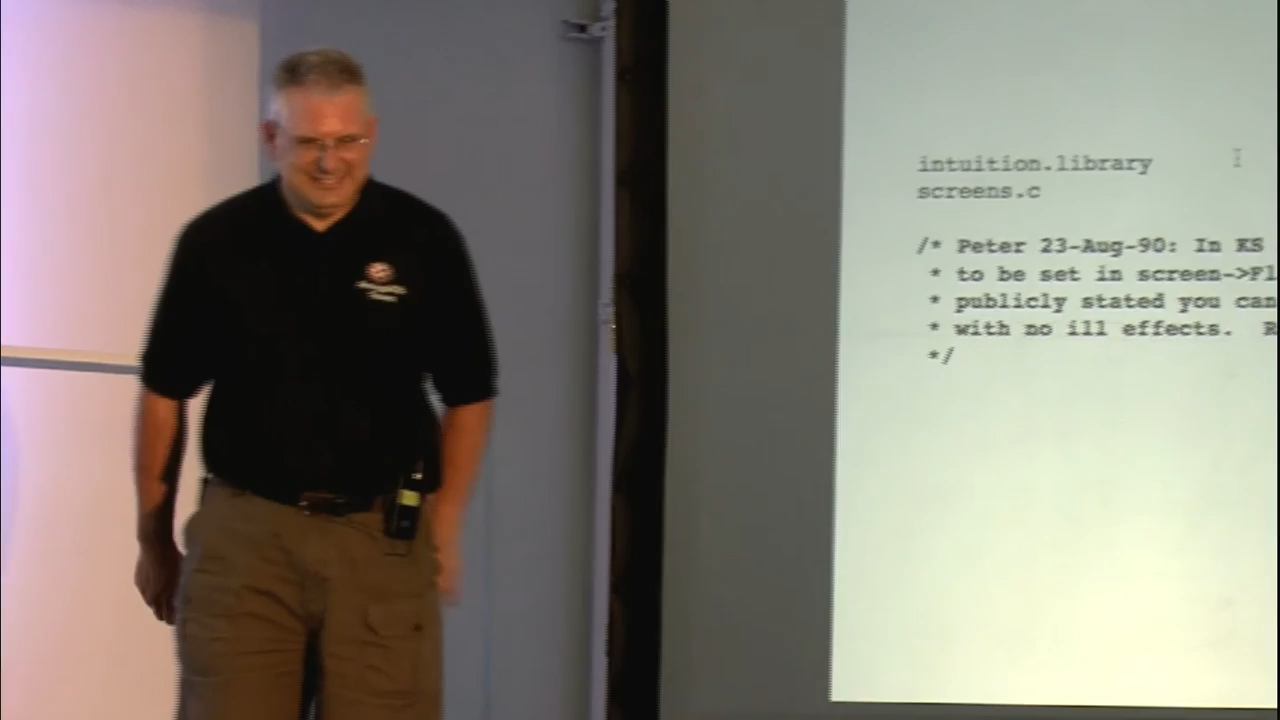 intuition.library
screens.c
/* Peter 23-Aug-90: In KS
* to be set in screen->Fl
* publicly stated you can
* with no ill effects. R
*/